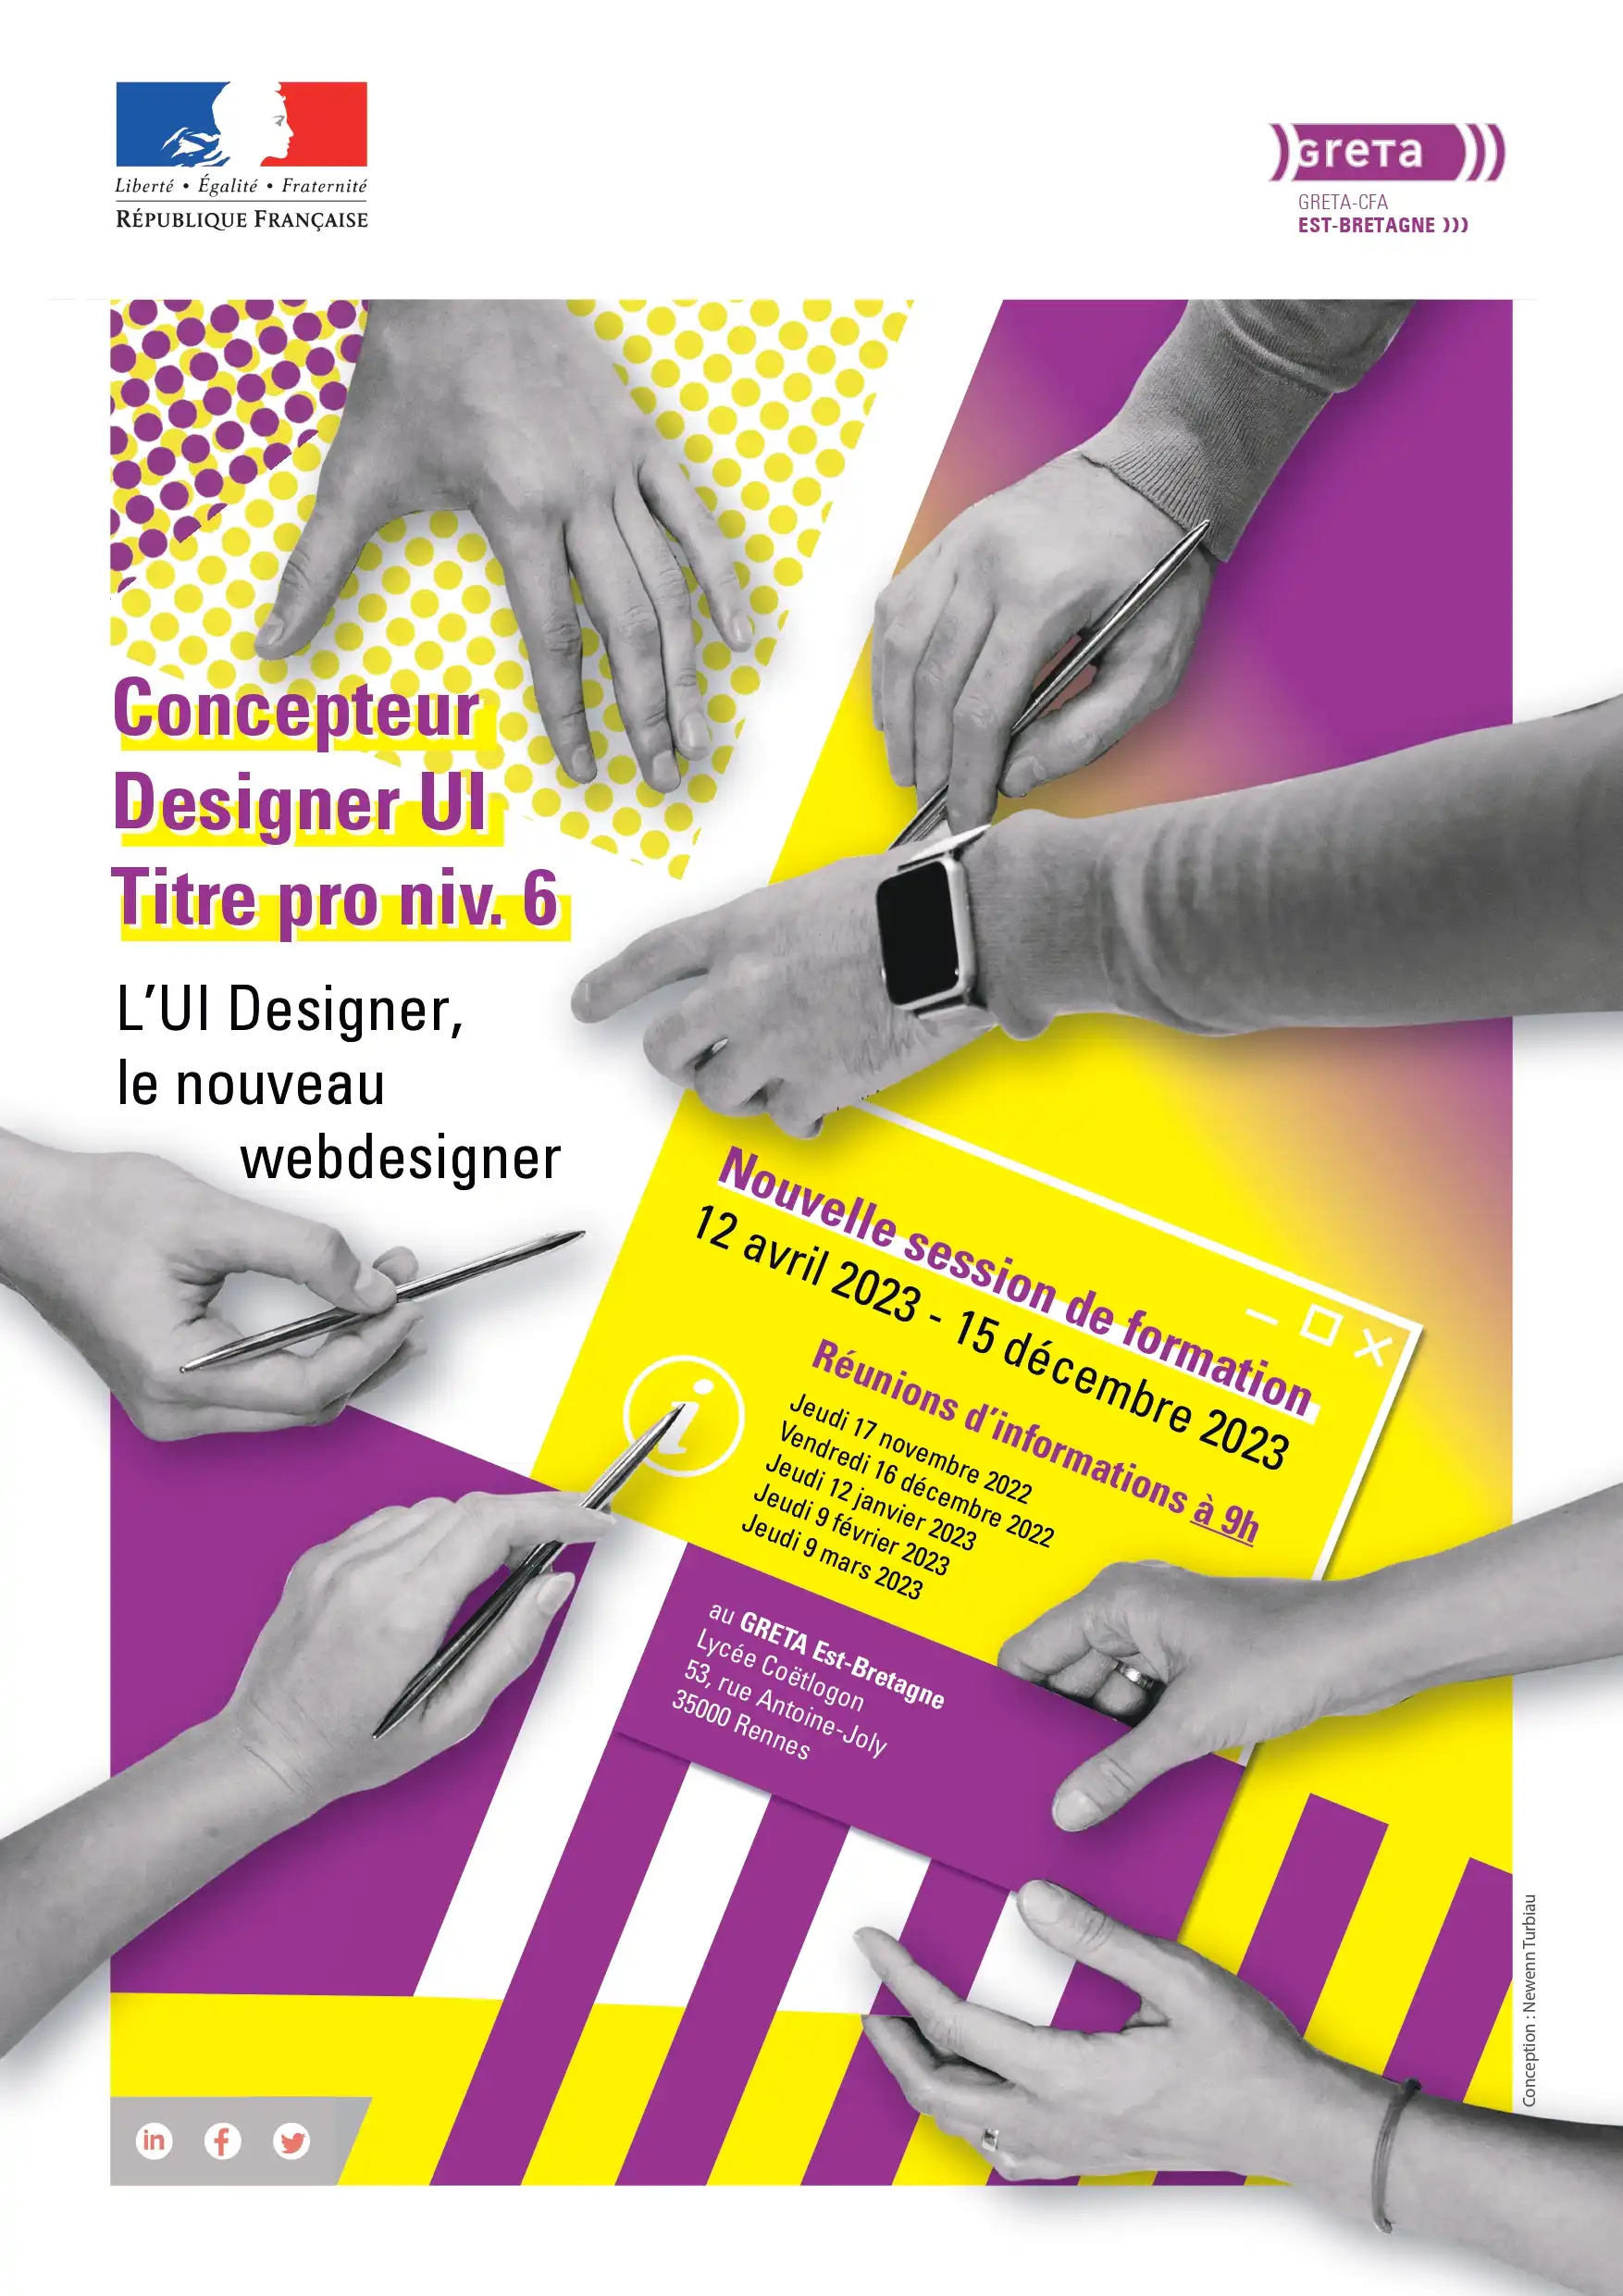 Liberté • Égalité • Fraternité
RÉPUBLIQUE FRANÇAISE
GreTa
GRETA-CFA
EST-BRETAGNE )))
Concepteur
Designer UI
Titre pro niv. 6
L’UI Designer,
le nouveau
webdesigner
Nouvelle session de formation
12 avril 2023 - 15 décembre 2023
Réunions d’informations à 9h
Jeudi 17 novembre 2022
Vendredi 16 décembre 2022
Jeudi 12 janvier 2023
Jeudi 9 février 2023
Jeudi 9 mars 2023
i
au GRETA Est-Bretagne
Lycée Coëtlogon
53, rue Antoine-Joly
35000 Rennes
Conception : Newenn Turbiau
in f